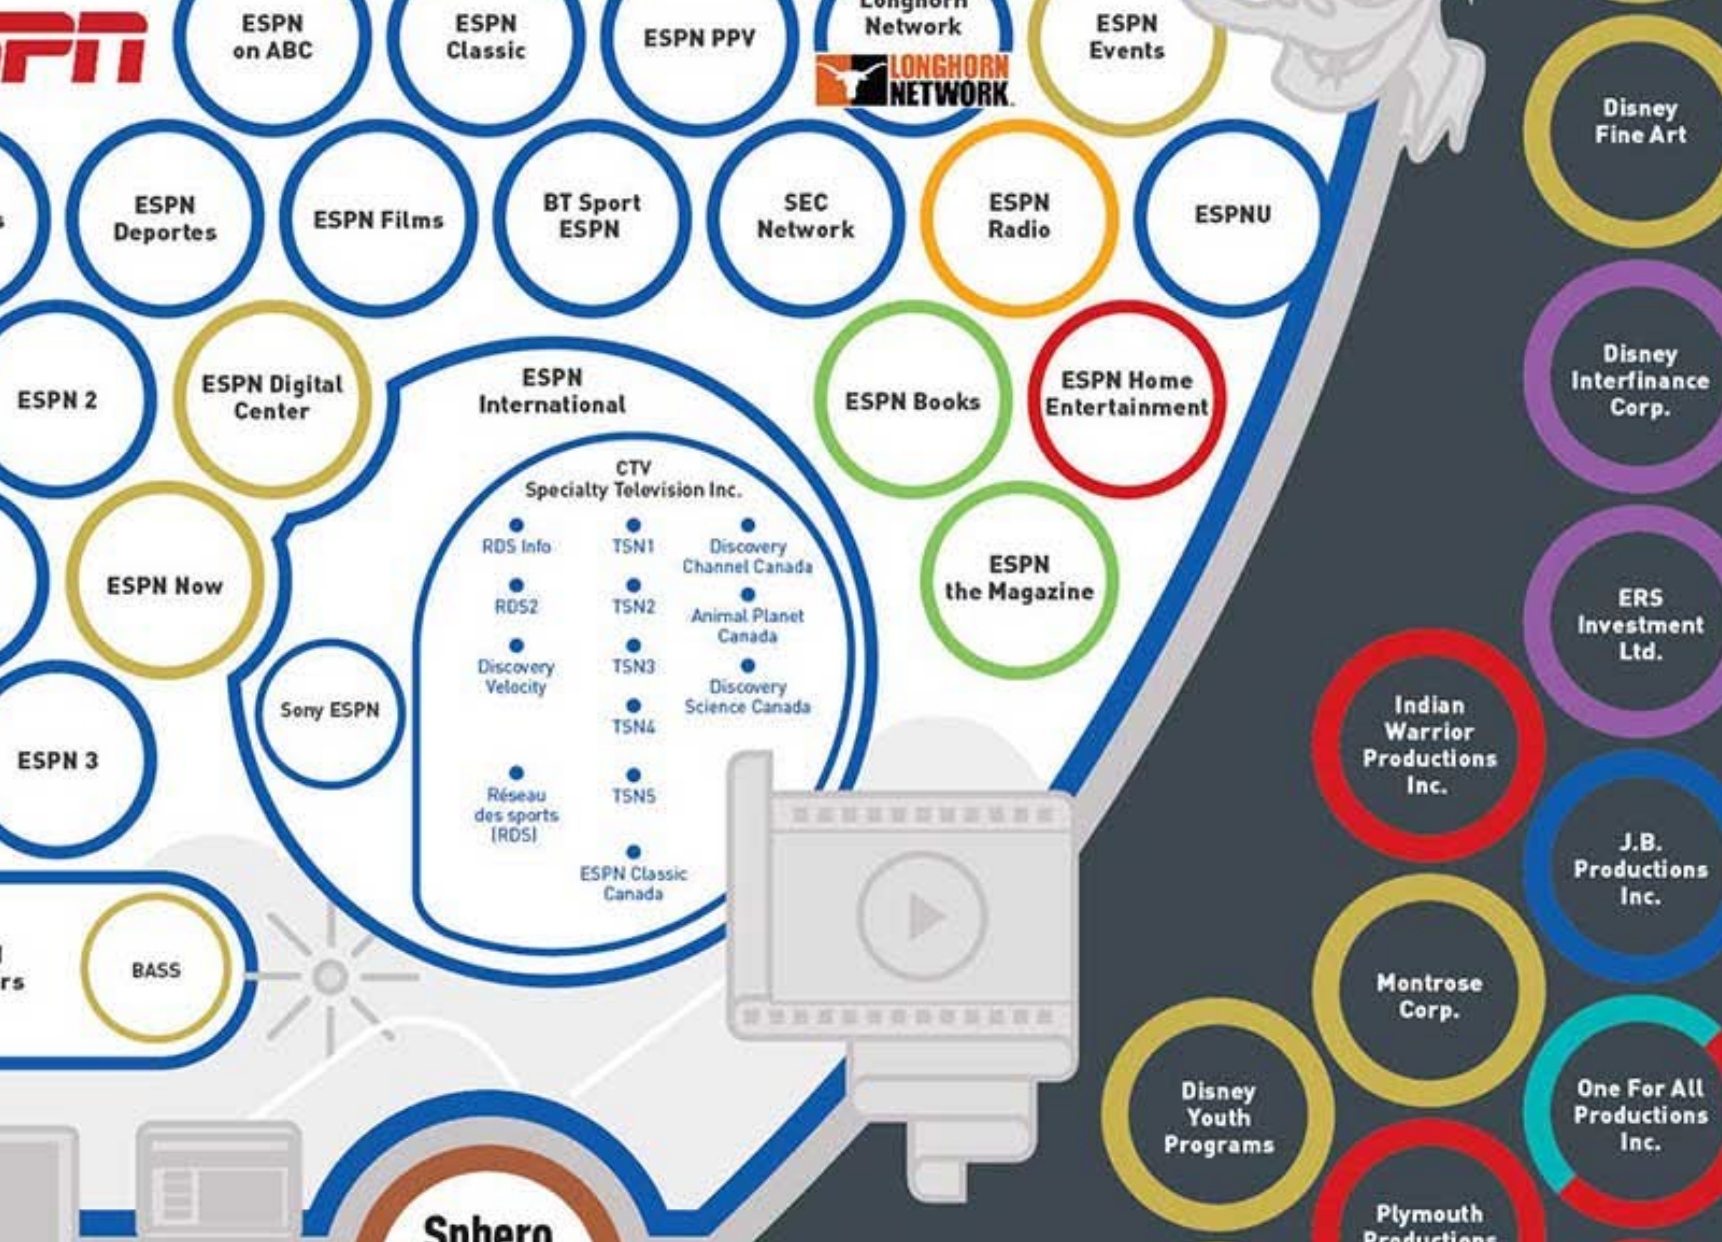 ESPN
on ABC
ESPN
Classic
ESPN PPV
Longhorn
Network
LONGHORN
NETWORK
ESPN
Events
Disney
Fine Art
ESPN
Deportes
ESPN Films
BT Sport
ESPN
SEC
Network
ESPN
Radio
ESPNU
Disney
Interfinance
Corp.
ESPN 2
ESPN Digital
Center
ESPN
International
ESPN Books
ESPN Home
Entertainment
CTV
Specialty Television Inc.
RDS Info
RDS2
Discovery
Velocity
Réseau
des sports
(RDS)
TSN1
TSN2
TSN3
TSN4
TSN5
ESPN Classic
Canada
Discovery
Channel Canada
Animal Planet
Canada
Discovery
Science Canada
ESPN Now
Sony ESPN
ESPN
the Magazine
ERS
Investment
Ltd.
ESPN 3
Indian
Warrior
Productions
Inc.
J.B.
Productions
Inc.
BASS
Montrose
Corp.
Disney
Youth
Programs
One For All
Productions
Inc.
Sphero
Plymouth
Productions